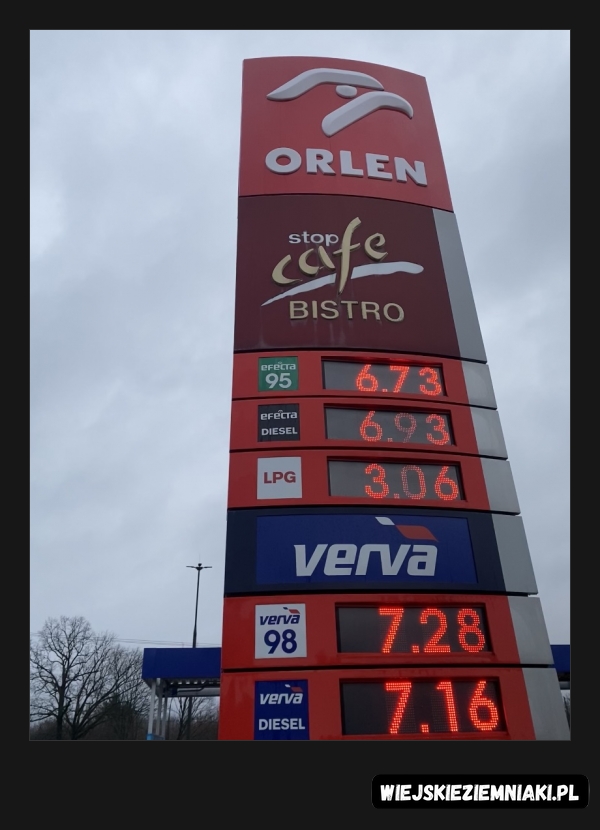 ORLEN
stop
cafe
BISTRO
EFECTA
95
6.73
EFECTA
DIESEL
6.93
LPG
3.06
verva
verva
98
7.28
verva
DIESEL
7.16
WIEJSKIEZIEMNIAKI.PL